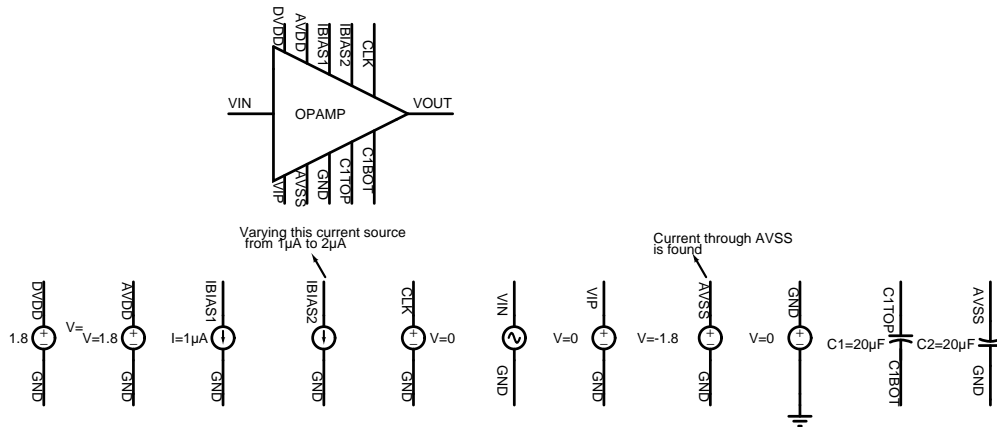 DVDD
AVDD
IBIAS1
IBIAS2
CLK
VIN
OPAMP
VOUT
VIP
AVSS
GND
C1TOP
C1BOT
Varying this current source
from 1µA to 2µA
Current through AVSS
is found
DVDD
AVDD
IBIAS1
IBIAS2
CLK
VIN
VIP
AVSS
GND
C1TOP
AVSS
1.8
V=
V=1.8
I=1µA
V=0
V=0
V=-1.8
V=0
C1=20µF
C2=20µF
GND
GND
GND
GND
GND
GND
GND
GND
C1BOT
GND